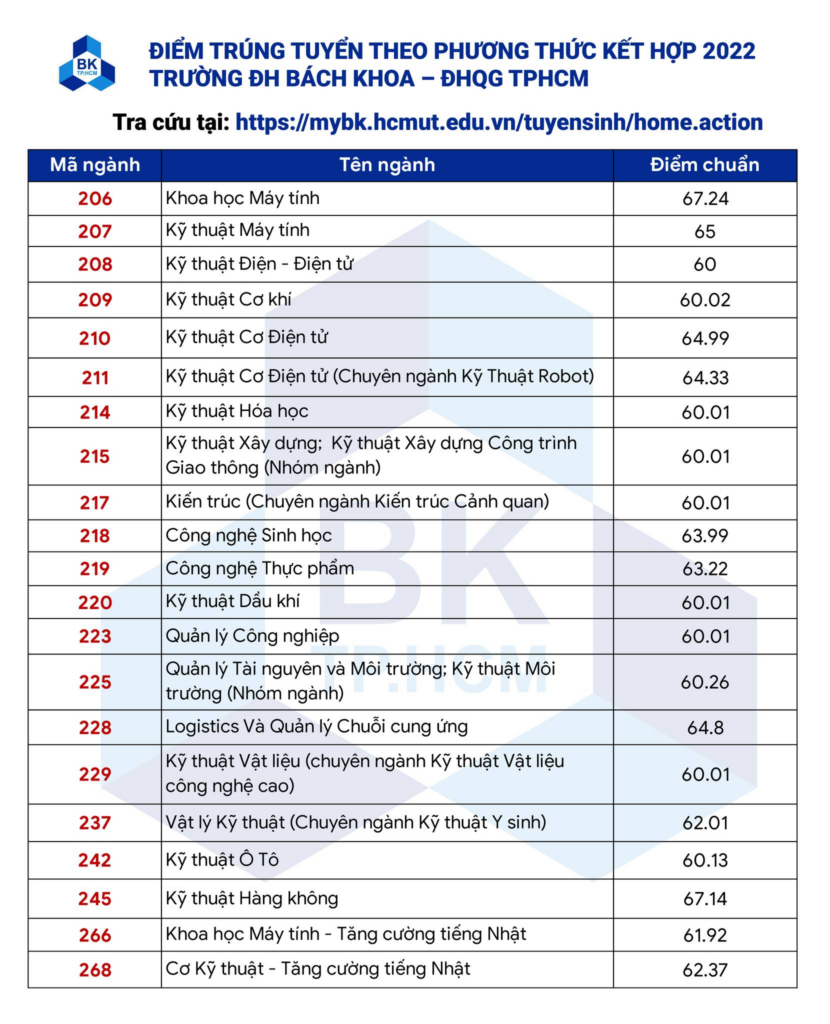 BK
TP.HCM
ĐIỂM TRÚNG TUYỂN THEO PHƯƠNG THỨC KẾT HỢP 2022
TRƯỜNG ĐH BÁCH KHOA – ĐHQG TPHCM
Tra cứu tại: https://mybk.hcmut.edu.vn/tuyensinh/home.action
Mã ngành Tên ngành Điểm chuẩn
206 Khoa học Máy tính 67.24
207 Kỹ thuật Máy tính 65
208 Kỹ thuật Điện - Điện tử 60
209 Kỹ thuật Cơ khí 60.02
210 Kỹ thuật Cơ Điện tử 64.99
211 Kỹ thuật Cơ Điện tử (Chuyên ngành Kỹ Thuật Robot) 64.33
214 Kỹ thuật Hóa học 60.01
215 Kỹ thuật Xây dựng; Kỹ thuật Xây dựng Công trình
Giao thông (Nhóm ngành) 60.01
217 Kiến trúc (Chuyên ngành Kiến trúc Cảnh quan) 60.01
218 Công nghệ Sinh học 63.99
219 Công nghệ Thực phẩm 63.22
220 Kỹ thuật Dầu khí 60.01
223 Quản lý Công nghiệp 60.01
225 Quản lý Tài nguyên và Môi trường; Kỹ thuật Môi
trường (Nhóm ngành) 60.26
228 Logistics Và Quản lý Chuỗi cung ứng 64.8
229 Kỹ thuật Vật liệu (chuyên ngành Kỹ thuật Vật liệu
công nghệ cao) 60.01
237 Vật lý Kỹ thuật (Chuyên ngành Kỹ thuật Y sinh) 62.01
242 Kỹ thuật Ô Tô 60.13
245 Kỹ thuật Hàng không 67.14
266 Khoa học Máy tính - Tăng cường tiếng Nhật 61.92
268 Cơ Kỹ thuật - Tăng cường tiếng Nhật 62.37
BK
TP.HCM